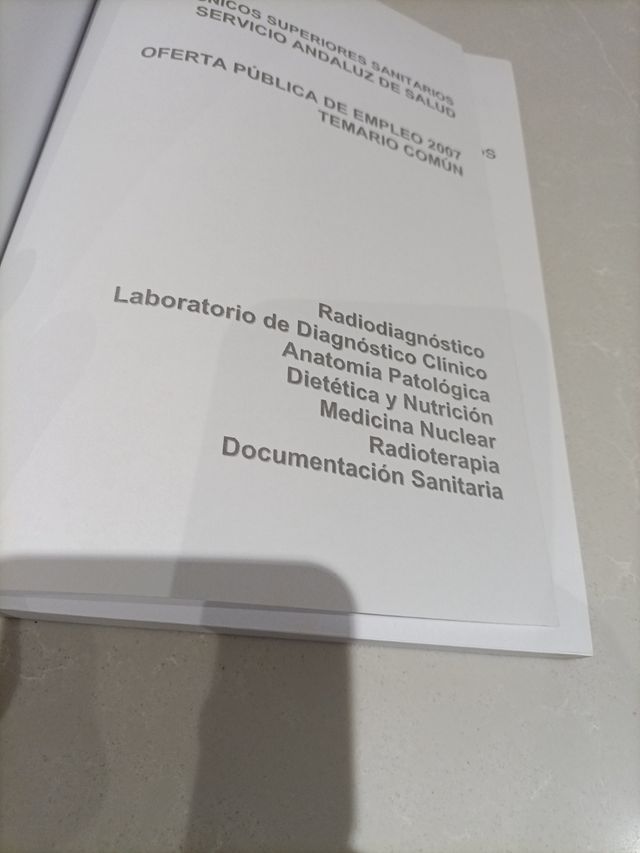 NICOS SUPERIORES SANITARIOS
SERVICIO ANDALUZ DE SALUD
OFERTA PÚBLICA DE EMPLEO 2007
TEMARIO COMÚN
Radiodiagnóstico
Laboratorio de Diagnóstico Clínico
Anatomía Patológica
Dietética y Nutrición
Medicina Nuclear
Radioterapia
Documentación Sanitaria